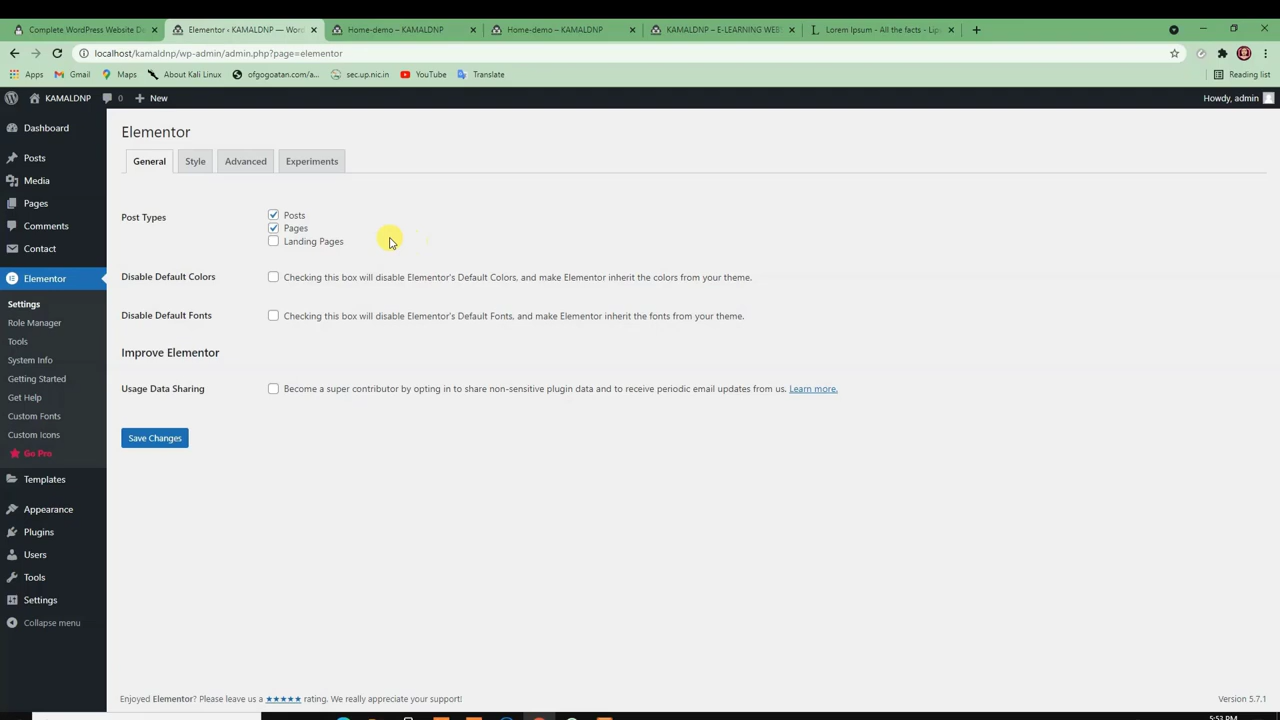 Complete WordPress Website De
Elementor ‹ KAMALDNP — Word
Home-demo – KAMALDNP
Home-demo – KAMALDNP
KAMALDNP – E-LEARNING WEBS
Lorem Ipsum - All the facts - Lip
localhost/kamaldnp/wp-admin/admin.php?page=elementor
Apps
Gmail
Maps
About Kali Linux
ofgogoatan.com/a...
sec.up.nic.in
YouTube
Translate
Reading list
KAMALDNP
0
New
Howdy, admin
Dashboard
Posts
Media
Pages
Comments
Contact
Elementor
Settings
Role Manager
Tools
System Info
Getting Started
Get Help
Custom Fonts
Custom Icons
Go Pro
Templates
Appearance
Plugins
Users
Tools
Settings
Collapse menu
Elementor
General
Style
Advanced
Experiments
Post Types
Posts
Pages
Landing Pages
Disable Default Colors
Checking this box will disable Elementor's Default Colors, and make Elementor inherit the colors from your theme.
Disable Default Fonts
Checking this box will disable Elementor's Default Fonts, and make Elementor inherit the fonts from your theme.
Improve Elementor
Usage Data Sharing
Become a super contributor by opting in to share non-sensitive plugin data and to receive periodic email updates from us. Learn more.
Save Changes
Enjoyed Elementor? Please leave us a ★★★★★ rating. We really appreciate your support!
Version 5.7.1
5:53 PM